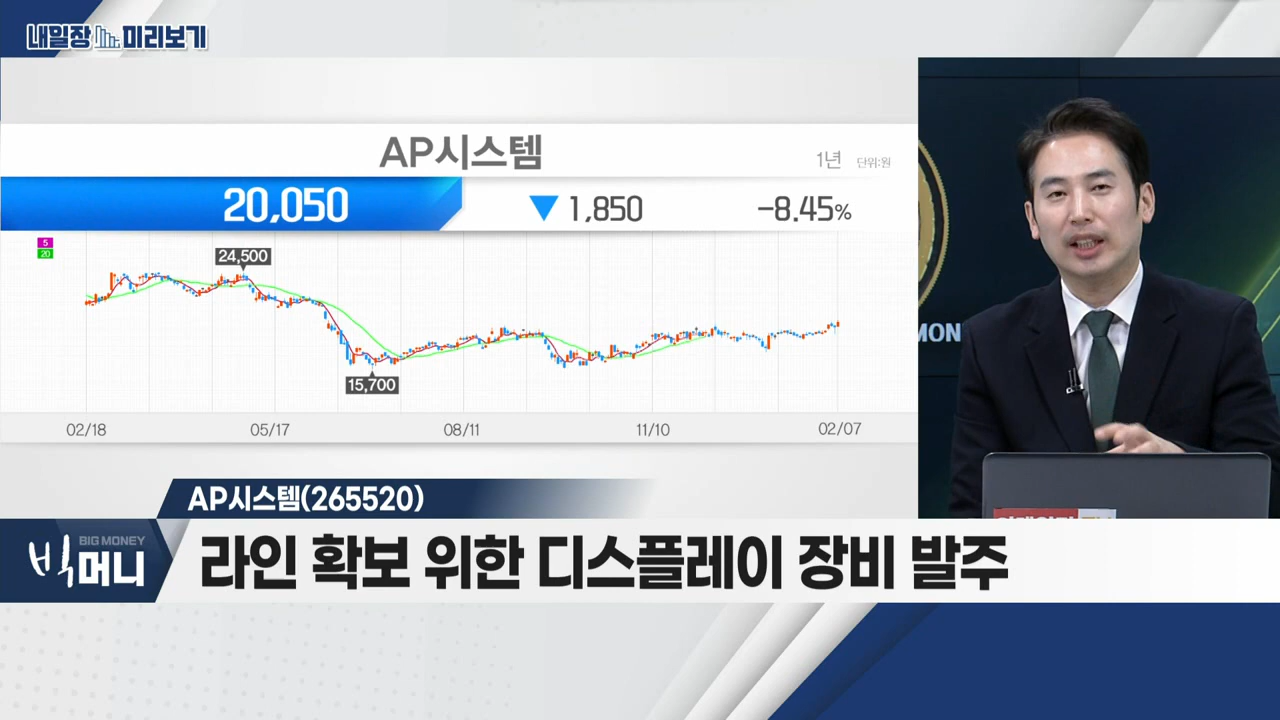 내일장 미리보기
AP시스템
1년 단위:원
20,050 ▼ 1,850 -8.45%
5
20
24,500
15,700
02/18 05/17 08/11 11/10 02/07
MON
AP시스템(265520)
BIG MONEY
빅머니
라인 확보 위한 디스플레이 장비 발주